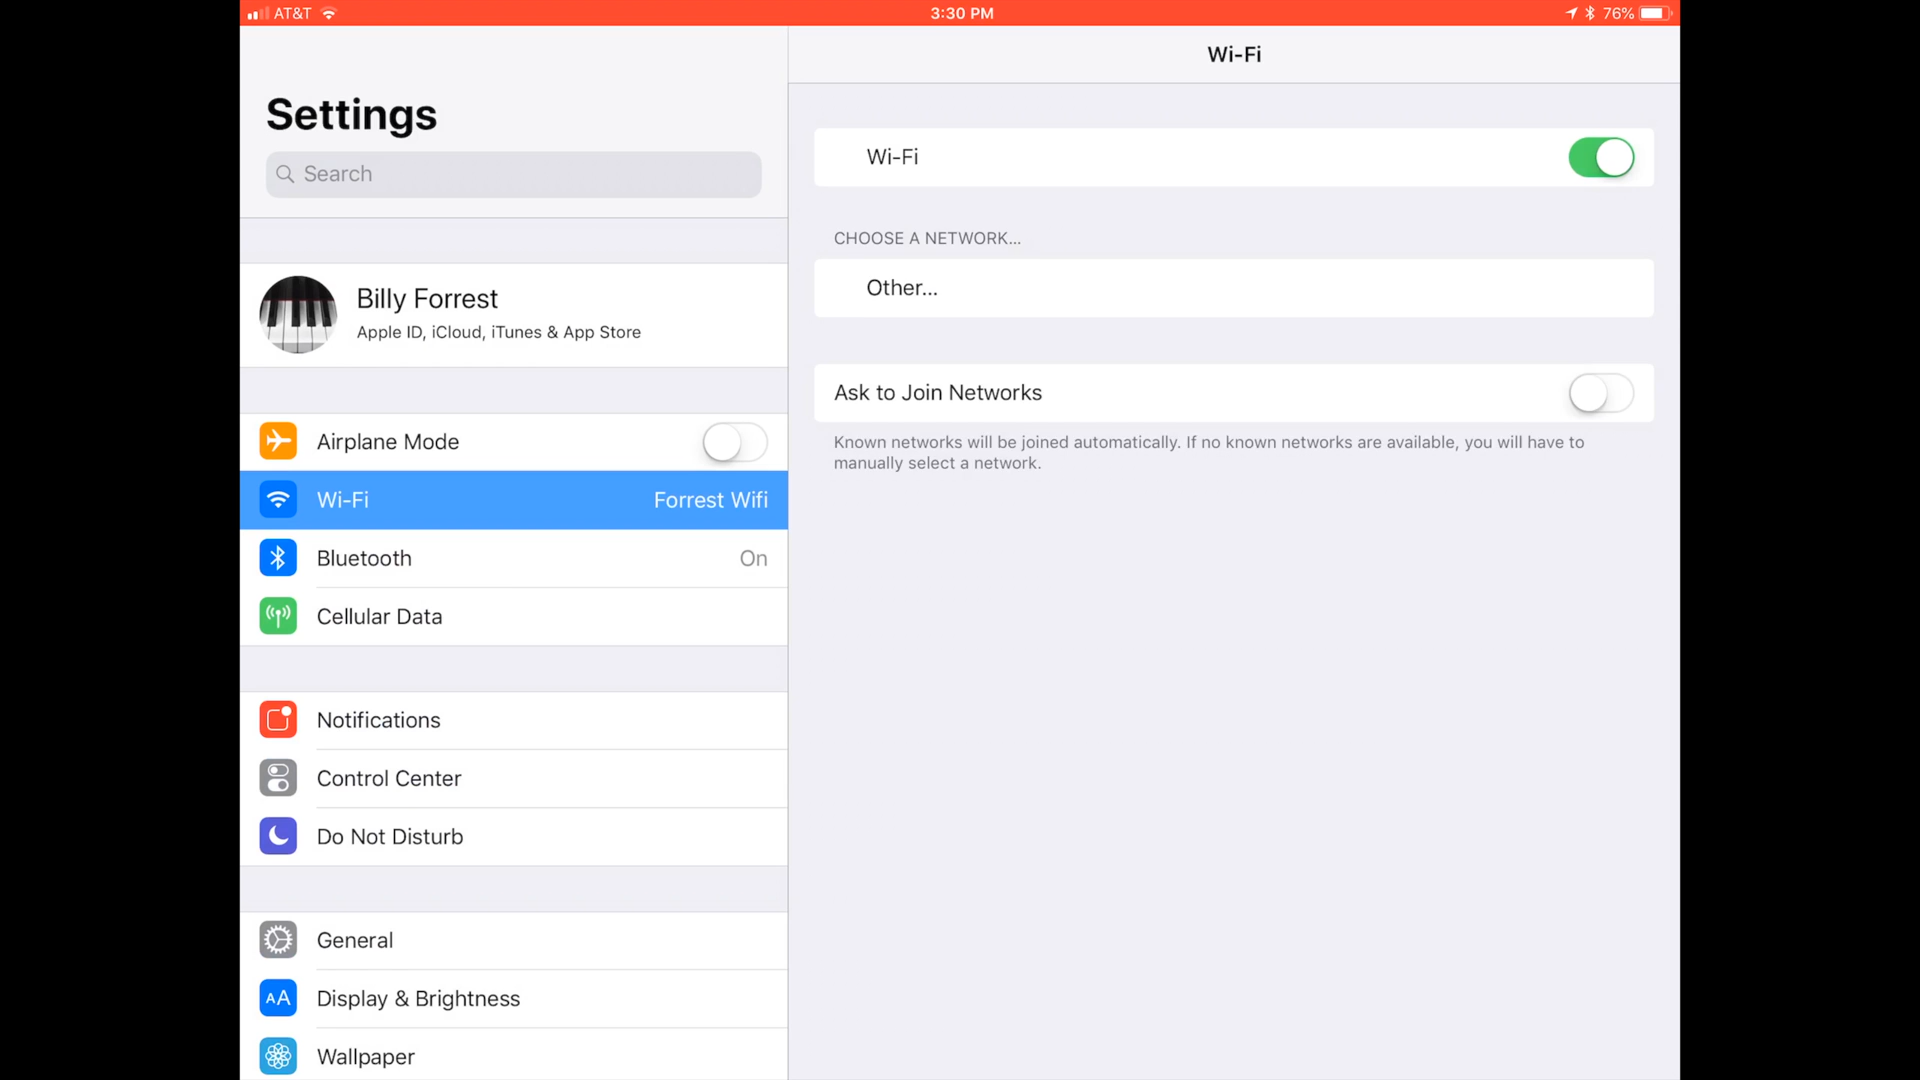 AT&T
3:30 PM
76%
Settings
Search
Billy Forrest
Apple ID, iCloud, iTunes & App Store
Airplane Mode
Wi-Fi Forrest Wifi
Bluetooth On
Cellular Data
Notifications
Control Center
Do Not Disturb
General
AA Display & Brightness
Wallpaper
Wi-Fi
Wi-Fi
CHOOSE A NETWORK...
Other...
Ask to Join Networks
Known networks will be joined automatically. If no known networks are available, you will have to
manually select a network.